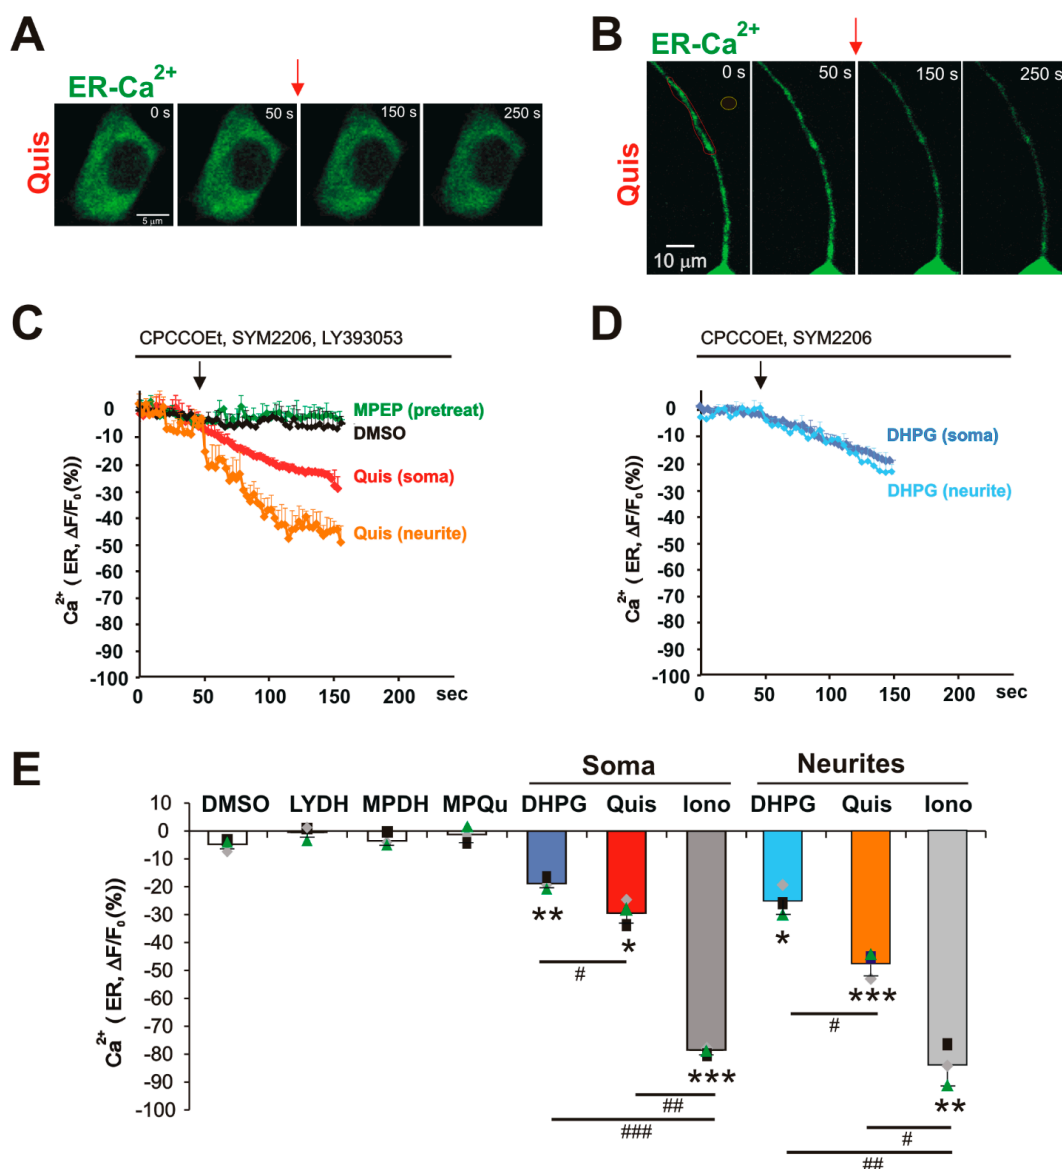 A
ER-Ca2+
Quis
0 s
50 s
150 s
250 s
5 µm
B
ER-Ca2+
Quis
0 s
50 s
150 s
250 s
10 µm
C
CPCCOEt, SYM2206, LY393053
Ca2+ ( ER, ΔF/F0(%))
0
-10
-20
-30
-40
-50
-60
-70
-80
-90
-100
MPEP (pretreat)
DMSO
Quis (soma)
Quis (neurite)
0 50 100 150 200 sec
D
CPCCOEt, SYM2206
Ca2+ ( ER, ΔF/F0(%))
0
-10
-20
-30
-40
-50
-60
-70
-80
-90
-100
DHPG (soma)
DHPG (neurite)
0 50 100 150 200 sec
E
Soma Neurites
DMSO LYDH MPDH MPQu DHPG Quis Iono DHPG Quis Iono
Ca2+ ( ER, ΔF/F0(%))
10
0
-10
-20
-30
-40
-50
-60
-70
-80
-90
-100
** * *** * *** **
# #
## #
### ##